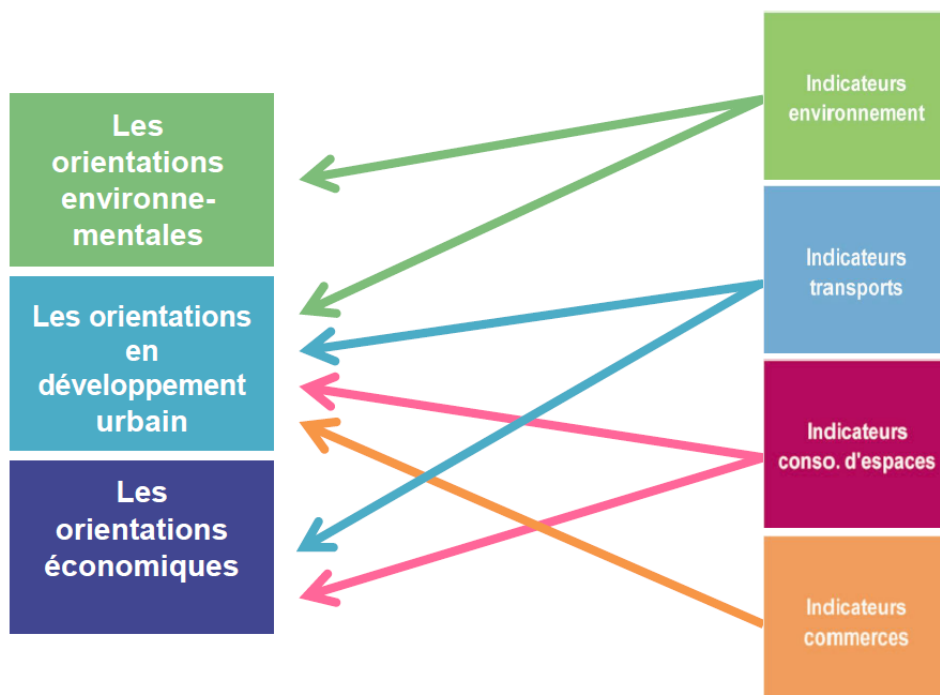 Les
orientations
environne-
mentales
Les orientations
en
développement
urbain
Les
orientations
économiques
Indicateurs
environnement
Indicateurs
transports
Indicateurs
conso. d'espaces
Indicateurs
commerces